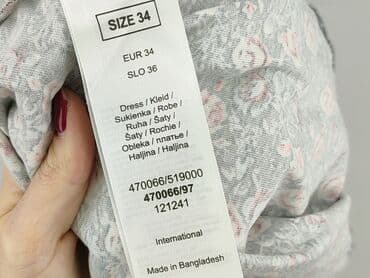 SIZE 34
EUR 34
SLO 36
Dress / Kleid /
Sukienka / Robe /
Ruha / Šaty /
Šaty / Rochie /
Obleka / платье /
Haljina / Haljina
470066/519000
470066/97
121241
International
Made in Bangladesh